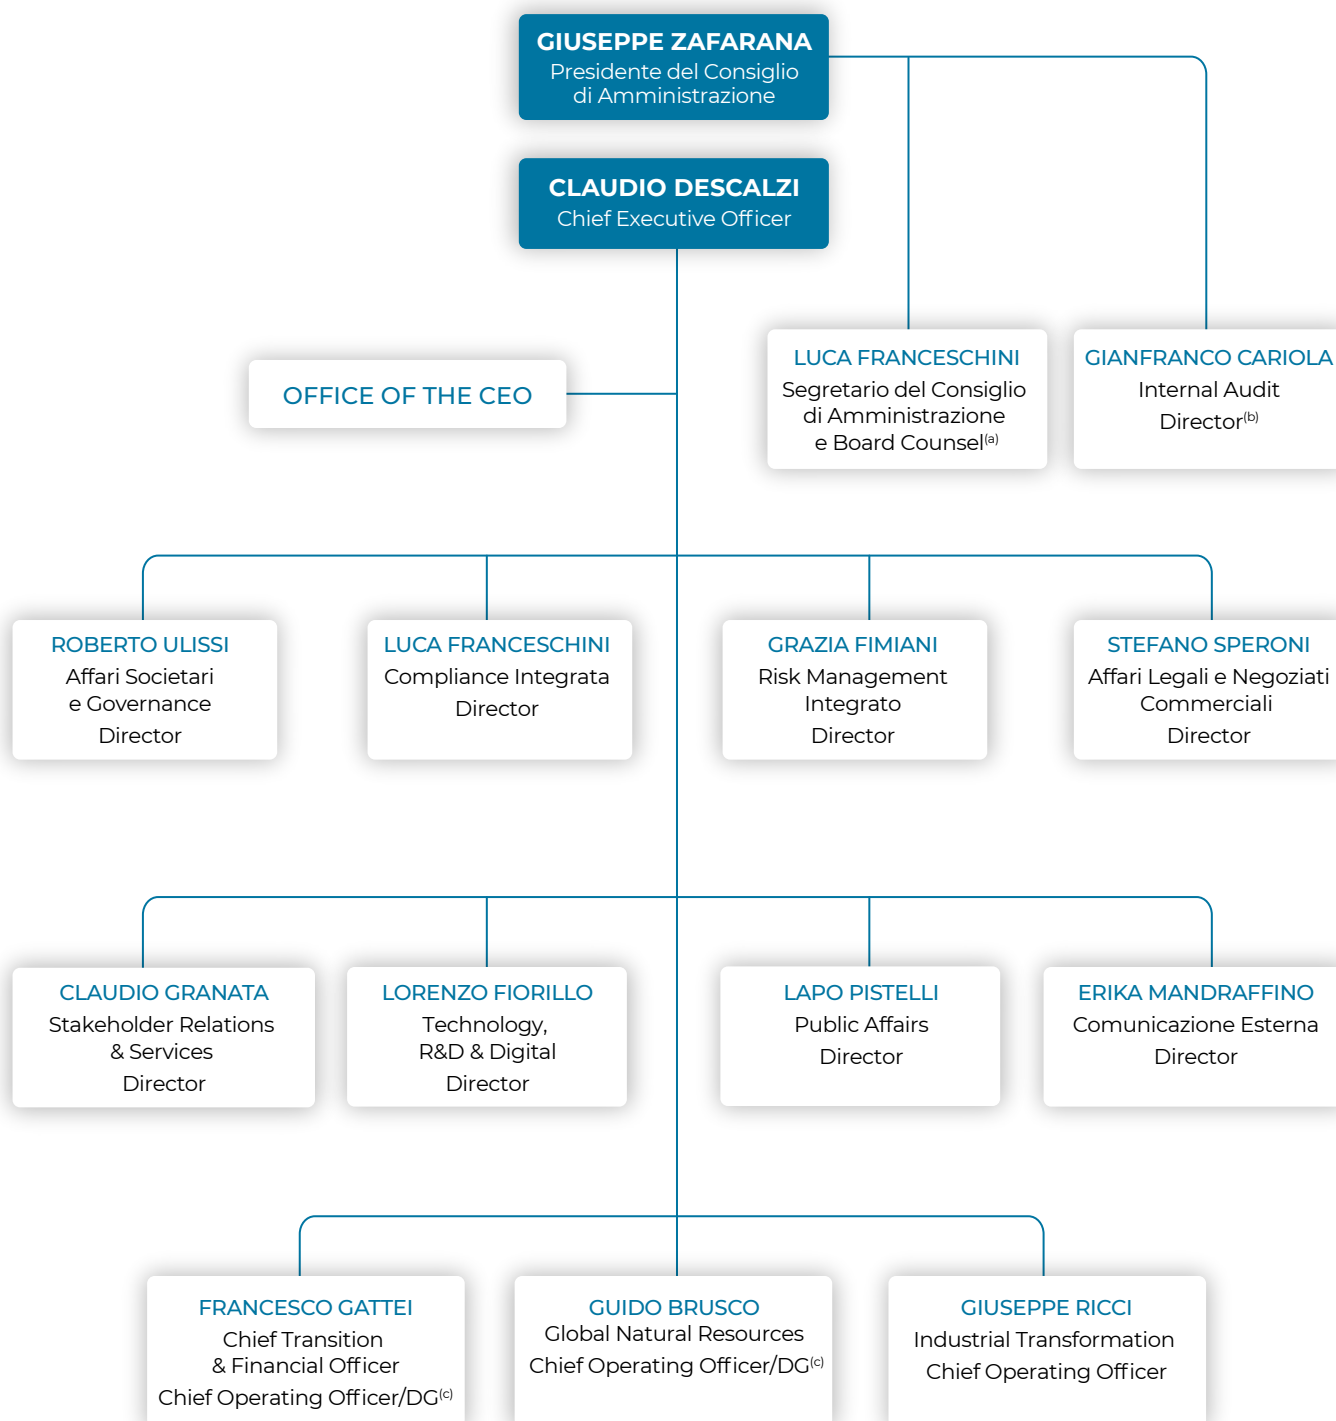 GIUSEPPE ZAFARANA
Presidente del Consiglio
di Amministrazione
CLAUDIO DESCALZI
Chief Executive Officer
OFFICE OF THE CEO
LUCA FRANCESCHINI
Segretario del Consiglio
di Amministrazione
e Board Counsel(a)
GIANFRANCO CARIOLA
Internal Audit
Director(b)
ROBERTO ULISSI
Affari Societari
e Governance
Director
LUCA FRANCESCHINI
Compliance Integrata
Director
GRAZIA FIMIANI
Risk Management
Integrato
Director
STEFANO SPERONI
Affari Legali e Negoziati
Commerciali
Director
CLAUDIO GRANATA
Stakeholder Relations
& Services
Director
LORENZO FIORILLO
Technology,
R&D & Digital
Director
LAPO PISTELLI
Public Affairs
Director
ERIKA MANDRAFFINO
Comunicazione Esterna
Director
FRANCESCO GATTEI
Chief Transition
& Financial Officer
Chief Operating Officer/DG(c)
GUIDO BRUSCO
Global Natural Resources
Chief Operating Officer/DG(c)
GIUSEPPE RICCI
Industrial Transformation
Chief Operating Officer